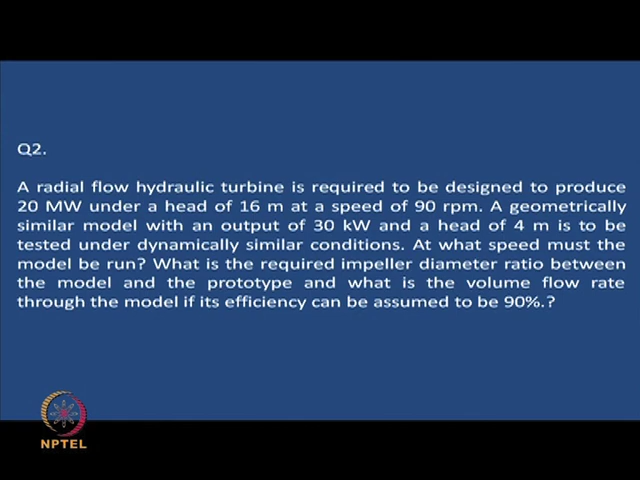 Q2.
A radial flow hydraulic turbine is required to be designed to produce
20 MW under a head of 16 m at a speed of 90 rpm. A geometrically
similar model with an output of 30 kW and a head of 4 m is to be
tested under dynamically similar conditions. At what speed must the
model be run? What is the required impeller diameter ratio between
the model and the prototype and what is the volume flow rate
through the model if its efficiency can be assumed to be 90%.?
NPTEL